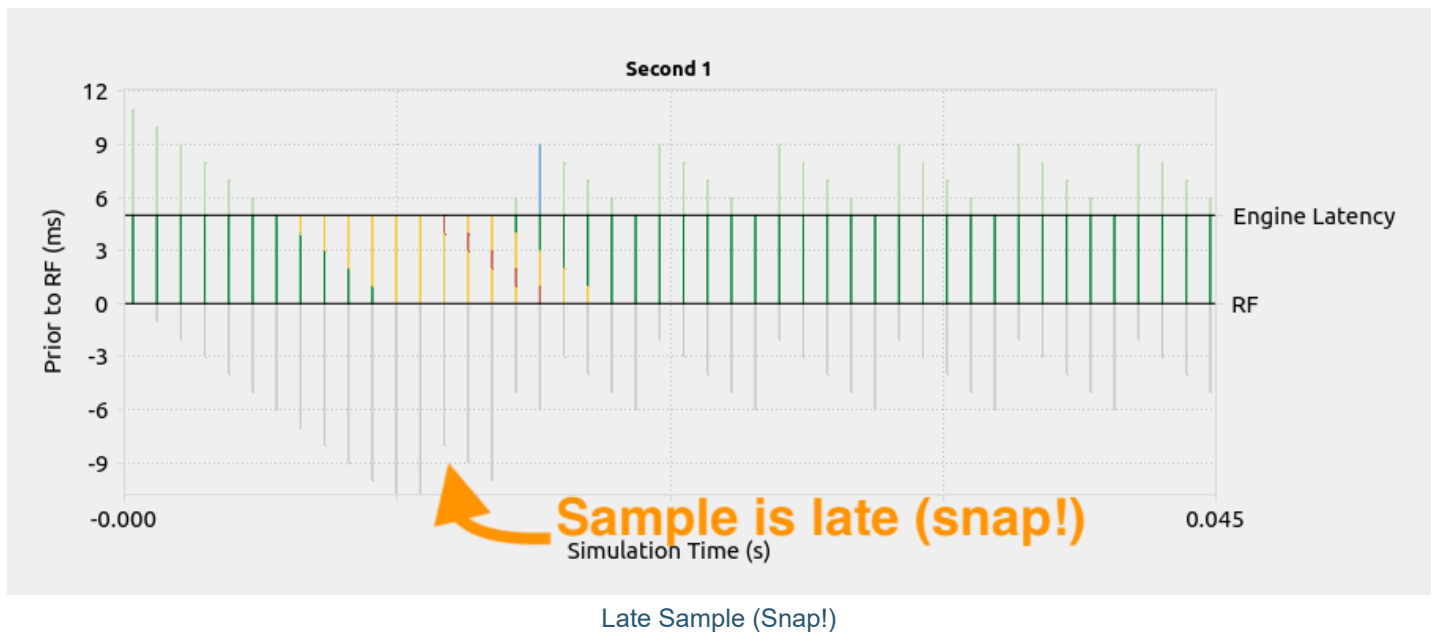 Second 1
12
9
6
3
0
-3
-6
-9
Prior to RF (ms)
Engine Latency
RF
-0.000
0.045
Sample is late (snap!)
Simulation Time (s)
Late Sample (Snap!)